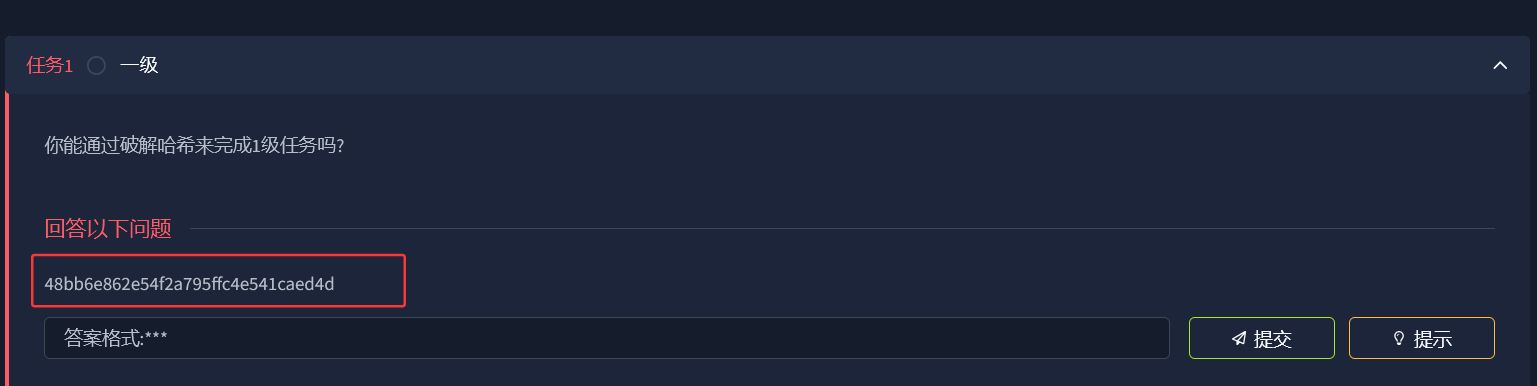 任务1 一级
你能通过破解哈希来完成1级任务吗?
回答以下问题
48bb6e862e54f2a795ffc4e541caed4d
答案格式:*** 提交 提示